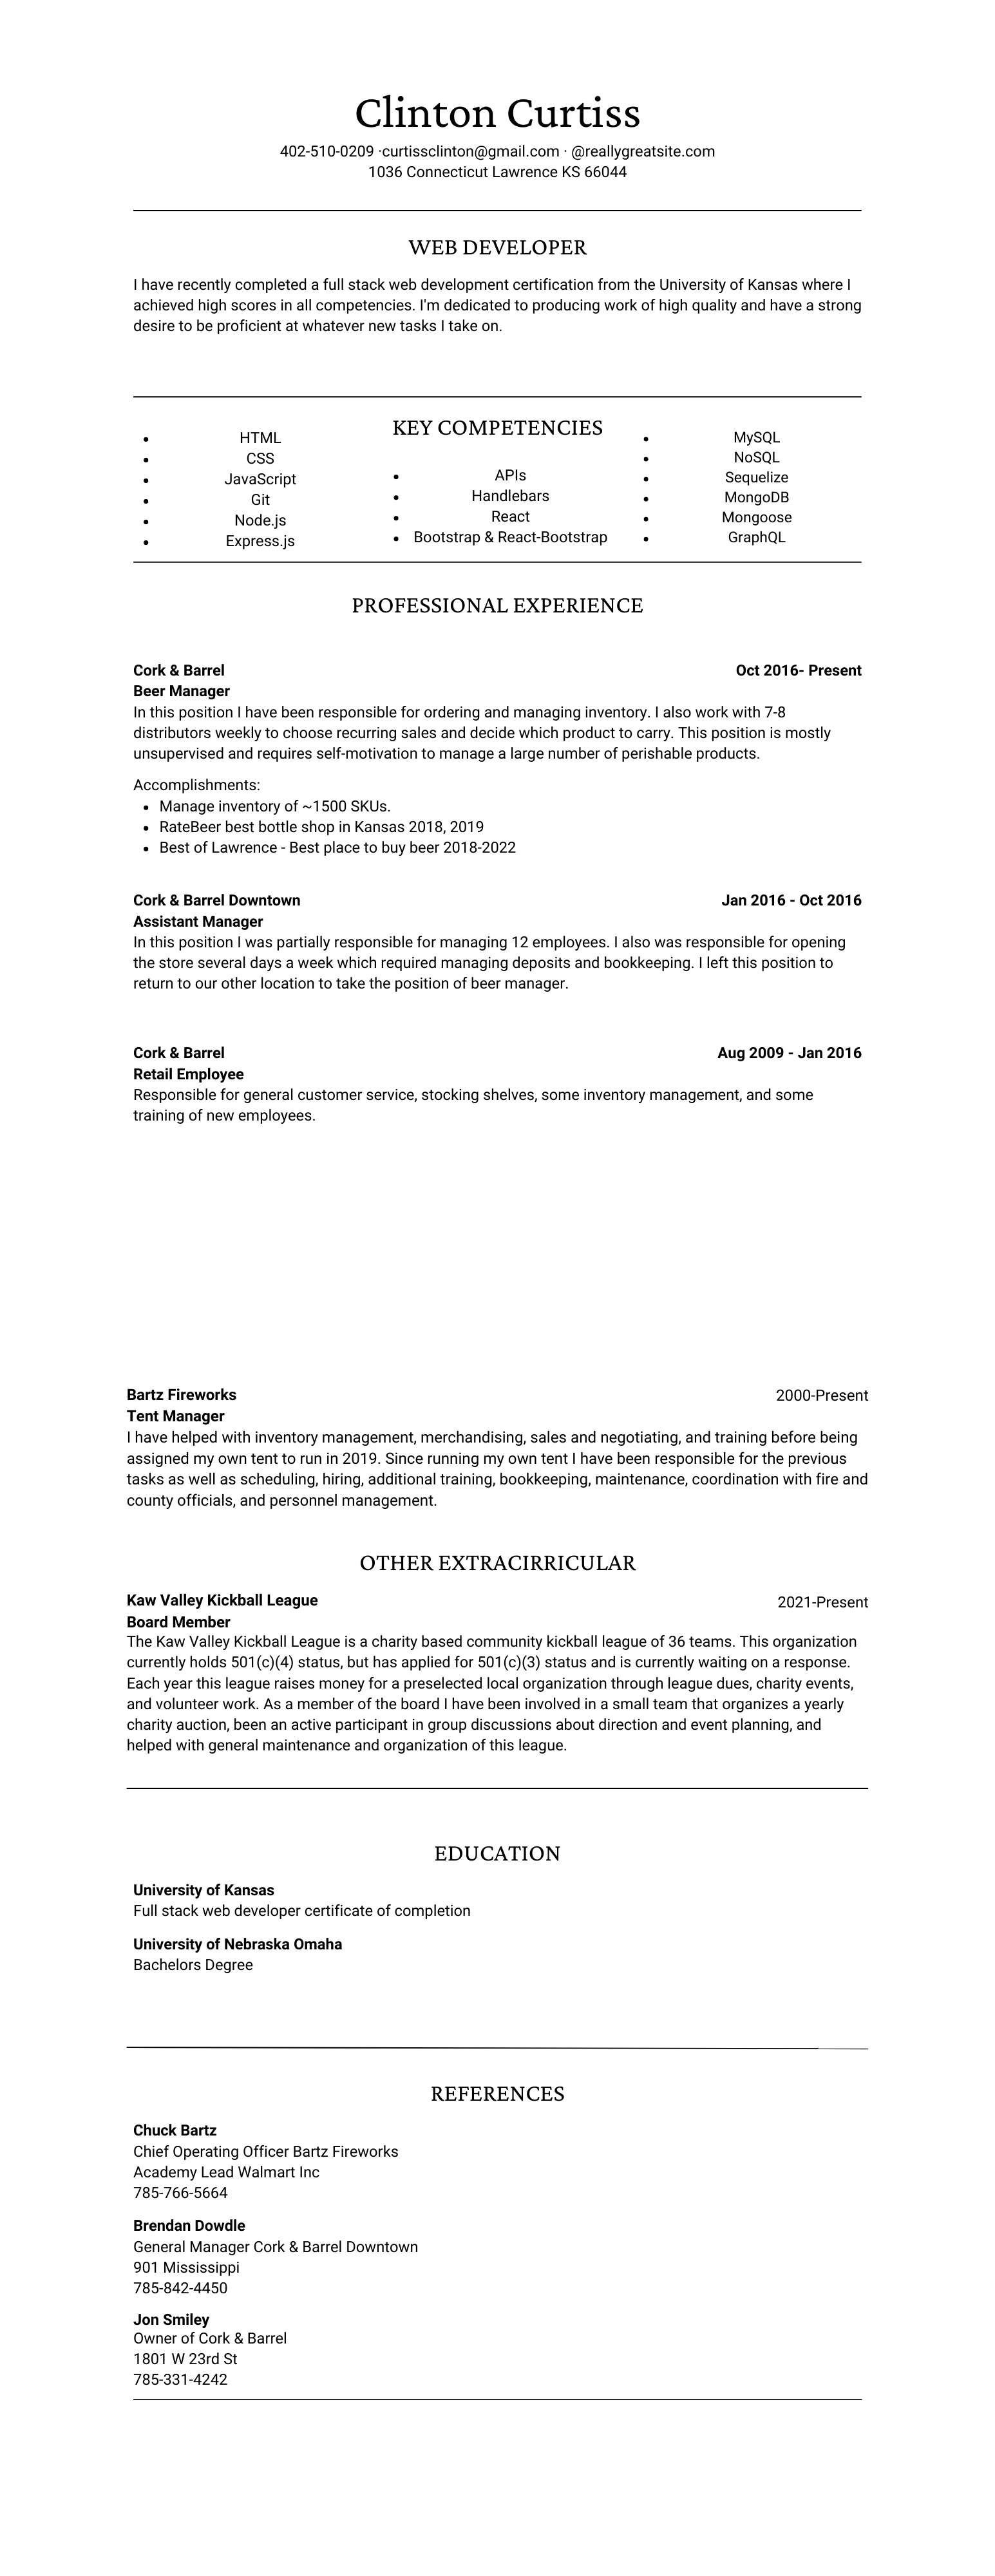 Clinton Curtiss
402-510-0209 ·curtissclinton@gmail.com · @reallygreatsite.com
1036 Connecticut Lawrence KS 66044
WEB DEVELOPER
I have recently completed a full stack web development certification from the University of Kansas where I
achieved high scores in all competencies. I'm dedicated to producing work of high quality and have a strong
desire to be proficient at whatever new tasks I take on.
KEY COMPETENCIES
• HTML
• CSS
• JavaScript
• Git
• Node.js
• Express.js
• APIs
• Handlebars
• React
• Bootstrap & React-Bootstrap
• MySQL
• NoSQL
• Sequelize
• MongoDB
• Mongoose
• GraphQL
PROFESSIONAL EXPERIENCE
Cork & Barrel Oct 2016- Present
Beer Manager
In this position I have been responsible for ordering and managing inventory. I also work with 7-8
distributors weekly to choose recurring sales and decide which product to carry. This position is mostly
unsupervised and requires self-motivation to manage a large number of perishable products.
Accomplishments:
• Manage inventory of ~1500 SKUs.
• RateBeer best bottle shop in Kansas 2018, 2019
• Best of Lawrence - Best place to buy beer 2018-2022
Cork & Barrel Downtown Jan 2016 - Oct 2016
Assistant Manager
In this position I was partially responsible for managing 12 employees. I also was responsible for opening
the store several days a week which required managing deposits and bookkeeping. I left this position to
return to our other location to take the position of beer manager.
Cork & Barrel Aug 2009 - Jan 2016
Retail Employee
Responsible for general customer service, stocking shelves, some inventory management, and some
training of new employees.
Bartz Fireworks 2000-Present
Tent Manager
I have helped with inventory management, merchandising, sales and negotiating, and training before being
assigned my own tent to run in 2019. Since running my own tent I have been responsible for the previous
tasks as well as scheduling, hiring, additional training, bookkeeping, maintenance, coordination with fire and
county officials, and personnel management.
OTHER EXTRACIRRICULAR
Kaw Valley Kickball League 2021-Present
Board Member
The Kaw Valley Kickball League is a charity based community kickball league of 36 teams. This organization
currently holds 501(c)(4) status, but has applied for 501(c)(3) status and is currently waiting on a response.
Each year this league raises money for a preselected local organization through league dues, charity events,
and volunteer work. As a member of the board I have been involved in a small team that organizes a yearly
charity auction, been an active participant in group discussions about direction and event planning, and
helped with general maintenance and organization of this league.
EDUCATION
University of Kansas
Full stack web developer certificate of completion
University of Nebraska Omaha
Bachelors Degree
REFERENCES
Chuck Bartz
Chief Operating Officer Bartz Fireworks
Academy Lead Walmart Inc
785-766-5664
Brendan Dowdle
General Manager Cork & Barrel Downtown
901 Mississippi
785-842-4450
Jon Smiley
Owner of Cork & Barrel
1801 W 23rd St
785-331-4242